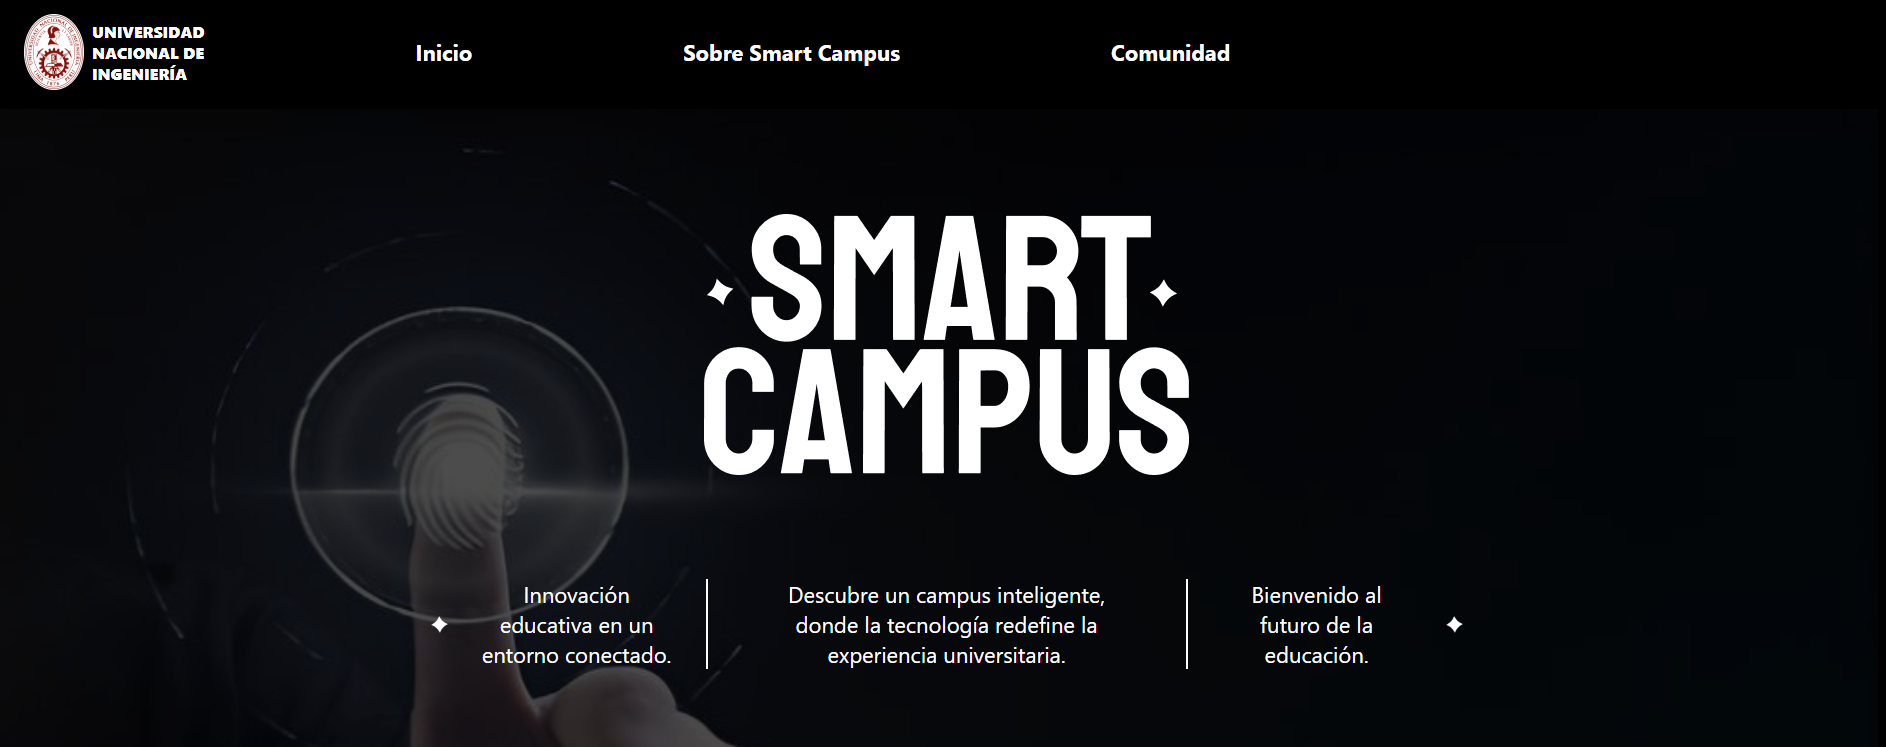 UNIVERSIDAD
NACIONAL DE
INGENIERÍA
Inicio
Sobre Smart Campus
Comunidad
SMART
CAMPUS
Innovación
educativa en un
entorno conectado.
Descubre un campus inteligente,
donde la tecnología redefine la
experiencia universitaria.
Bienvenido al
futuro de la
educación.